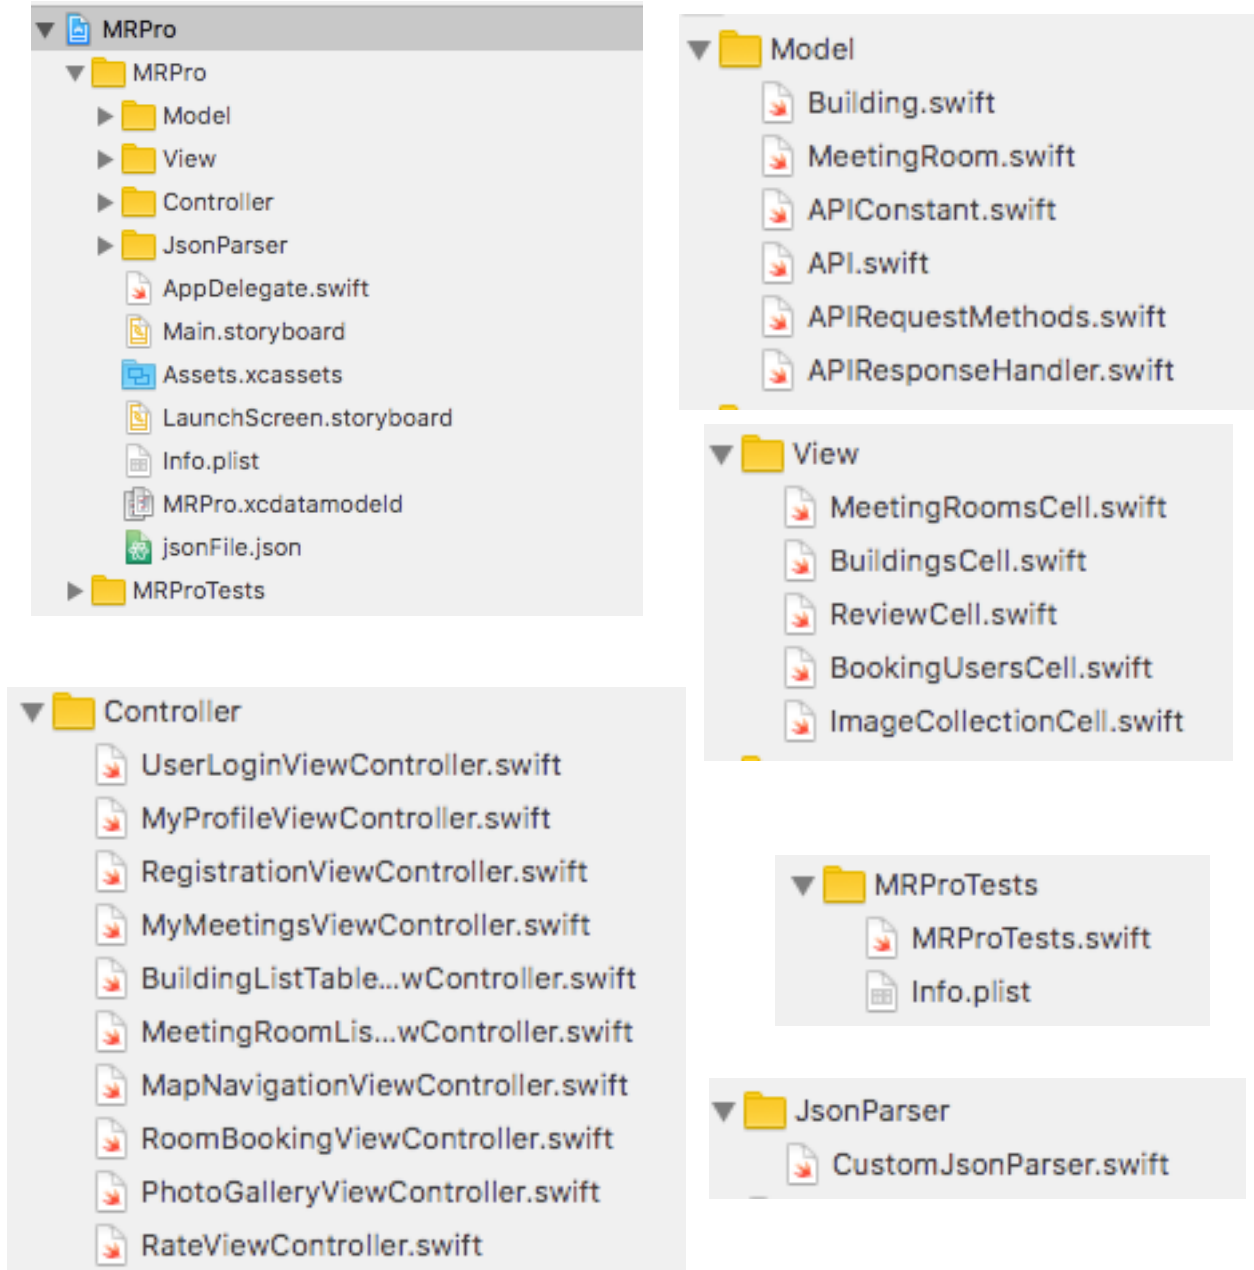 MRPro
MRPro
Model
View
Controller
JsonParser
AppDelegate.swift
Main.storyboard
Assets.xcassets
LaunchScreen.storyboard
Info.plist
MRPro.xcdatamodeld
jsonFile.json
MRProTests
Model
Building.swift
MeetingRoom.swift
APIConstant.swift
API.swift
APIRequestMethods.swift
APIResponseHandler.swift
View
MeetingRoomsCell.swift
BuildingsCell.swift
ReviewCell.swift
BookingUsersCell.swift
ImageCollectionCell.swift
Controller
UserLoginViewController.swift
MyProfileViewController.swift
RegistrationViewController.swift
MyMeetingsViewController.swift
BuildingListTable...wController.swift
MeetingRoomLis...wController.swift
MapNavigationViewController.swift
RoomBookingViewController.swift
PhotoGalleryViewController.swift
RateViewController.swift
MRProTests
MRProTests.swift
Info.plist
JsonParser
CustomJsonParser.swift